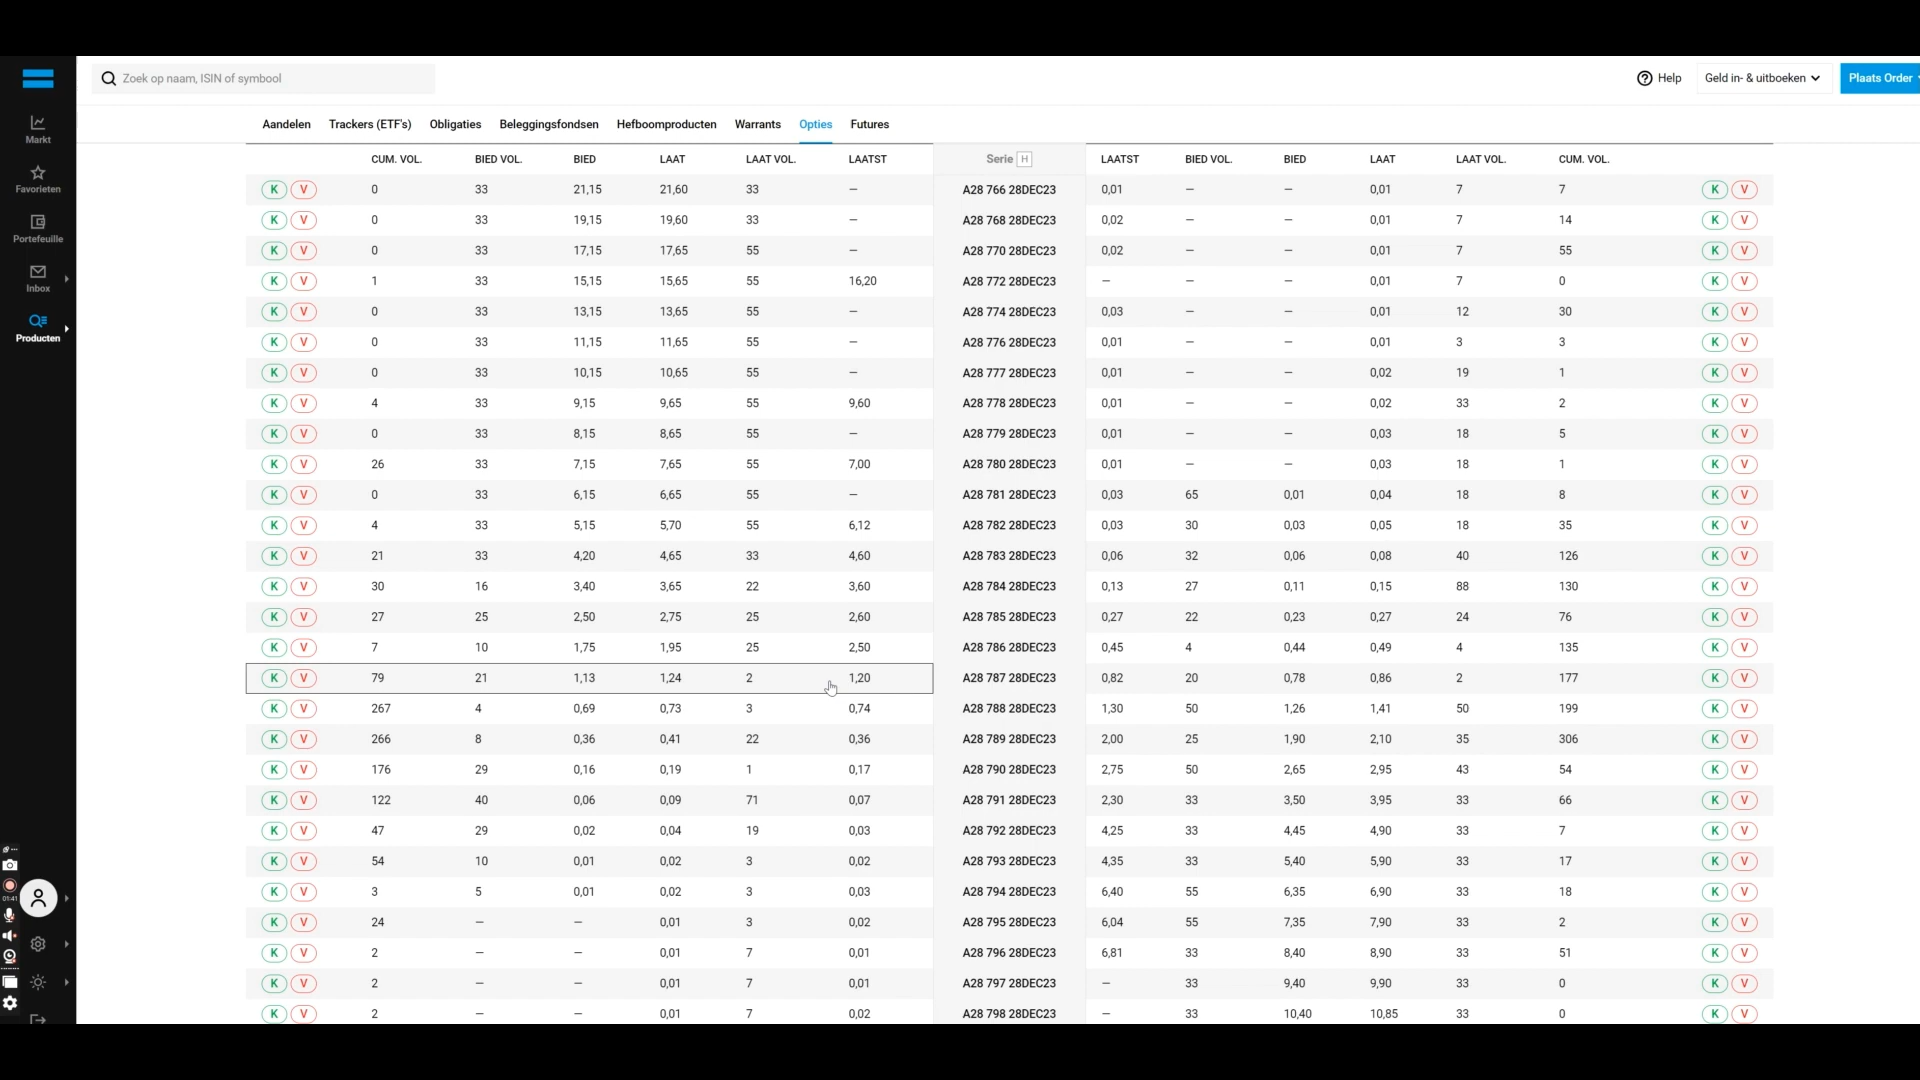 Zoek op naam, ISIN of symbool Help Geld in- & uitboeken Plaats Order
Markt
Favorieten
Portefeuille
Inbox
Producten
01:41
Aandelen Trackers (ETF's) Obligaties Beleggingsfondsen Hefboomproducten Warrants Opties Futures
CUM. VOL. BIED VOL. BIED LAAT LAAT VOL. LAATST Serie H LAATST BIED VOL. BIED LAAT LAAT VOL. CUM. VOL.
K V 0 33 21,15 21,60 33 — A28 766 28DEC23 0,01 — — 0,01 7 7 K V
K V 0 33 19,15 19,60 33 — A28 768 28DEC23 0,02 — — 0,01 7 14 K V
K V 0 33 17,15 17,65 55 — A28 770 28DEC23 0,02 — — 0,01 7 55 K V
K V 1 33 15,15 15,65 55 16,20 A28 772 28DEC23 — — — 0,01 7 0 K V
K V 0 33 13,15 13,65 55 — A28 774 28DEC23 0,03 — — 0,01 12 30 K V
K V 0 33 11,15 11,65 55 — A28 776 28DEC23 0,01 — — 0,01 3 3 K V
K V 0 33 10,15 10,65 55 — A28 777 28DEC23 0,01 — — 0,02 19 1 K V
K V 4 33 9,15 9,65 55 9,60 A28 778 28DEC23 0,01 — — 0,02 33 2 K V
K V 0 33 8,15 8,65 55 — A28 779 28DEC23 0,01 — — 0,03 18 5 K V
K V 26 33 7,15 7,65 55 7,00 A28 780 28DEC23 0,01 — — 0,03 18 1 K V
K V 0 33 6,15 6,65 55 — A28 781 28DEC23 0,03 65 0,01 0,04 18 8 K V
K V 4 33 5,15 5,70 55 6,12 A28 782 28DEC23 0,03 30 0,03 0,05 18 35 K V
K V 21 33 4,20 4,65 33 4,60 A28 783 28DEC23 0,06 32 0,06 0,08 40 126 K V
K V 30 16 3,40 3,65 22 3,60 A28 784 28DEC23 0,13 27 0,11 0,15 88 130 K V
K V 27 25 2,50 2,75 25 2,60 A28 785 28DEC23 0,27 22 0,23 0,27 24 76 K V
K V 7 10 1,75 1,95 25 2,50 A28 786 28DEC23 0,45 4 0,44 0,49 4 135 K V
K V 79 21 1,13 1,24 2 1,20 A28 787 28DEC23 0,82 20 0,78 0,86 2 177 K V
K V 267 4 0,69 0,73 3 0,74 A28 788 28DEC23 1,30 50 1,26 1,41 50 199 K V
K V 266 8 0,36 0,41 22 0,36 A28 789 28DEC23 2,00 25 1,90 2,10 35 306 K V
K V 176 29 0,16 0,19 1 0,17 A28 790 28DEC23 2,75 50 2,65 2,95 43 54 K V
K V 122 40 0,06 0,09 71 0,07 A28 791 28DEC23 2,30 33 3,50 3,95 33 66 K V
K V 47 29 0,02 0,04 19 0,03 A28 792 28DEC23 4,25 33 4,45 4,90 33 7 K V
K V 54 10 0,01 0,02 3 0,02 A28 793 28DEC23 4,35 33 5,40 5,90 33 17 K V
K V 3 5 0,01 0,02 3 0,03 A28 794 28DEC23 6,40 55 6,35 6,90 33 18 K V
K V 24 — — 0,01 3 0,02 A28 795 28DEC23 6,04 55 7,35 7,90 33 2 K V
K V 2 — — 0,01 7 0,01 A28 796 28DEC23 6,81 33 8,40 8,90 33 51 K V
K V 2 — — 0,01 7 0,01 A28 797 28DEC23 — 33 9,40 9,90 33 0 K V
K V 2 — — 0,01 7 0,02 A28 798 28DEC23 — 33 10,40 10,85 33 0 K V